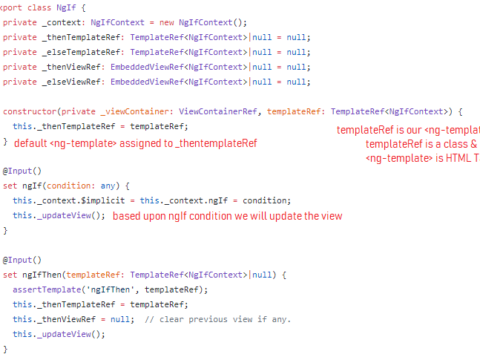 xport class NgIf {
private _context: NgIfContext = new NgIfContext();
private _thenTemplateRef: TemplateRef<NgIfContext>|null = null;
private _elseTemplateRef: TemplateRef<NgIfContext>|null = null;
private _thenViewRef: EmbeddedViewRef<NgIfContext>|null = null;
private _elseViewRef: EmbeddedViewRef<NgIfContext>|null = null;
constructor(private _viewContainer: ViewContainerRef, templateRef: TemplateRef<NgIfContext>) {
this._thenTemplateRef = templateRef;
templateRef is our <ng-templat
} default <ng-template> assigned to _thentemplateRef
templateRef is a class &
<ng-template> is HTML T
@Input()
set ngIf(condition: any) {
this._context.$implicit = this._context.ngIf = condition;
this._updateView(); based upon ngIf condition we will update the view
}
@Input()
set ngIfThen(templateRef: TemplateRef<NgIfContext>|null) {
assertTemplate('ngIfThen', templateRef);
this._thenTemplateRef = templateRef;
this._thenViewRef = null; // clear previous view if any.
this._updateView();
}